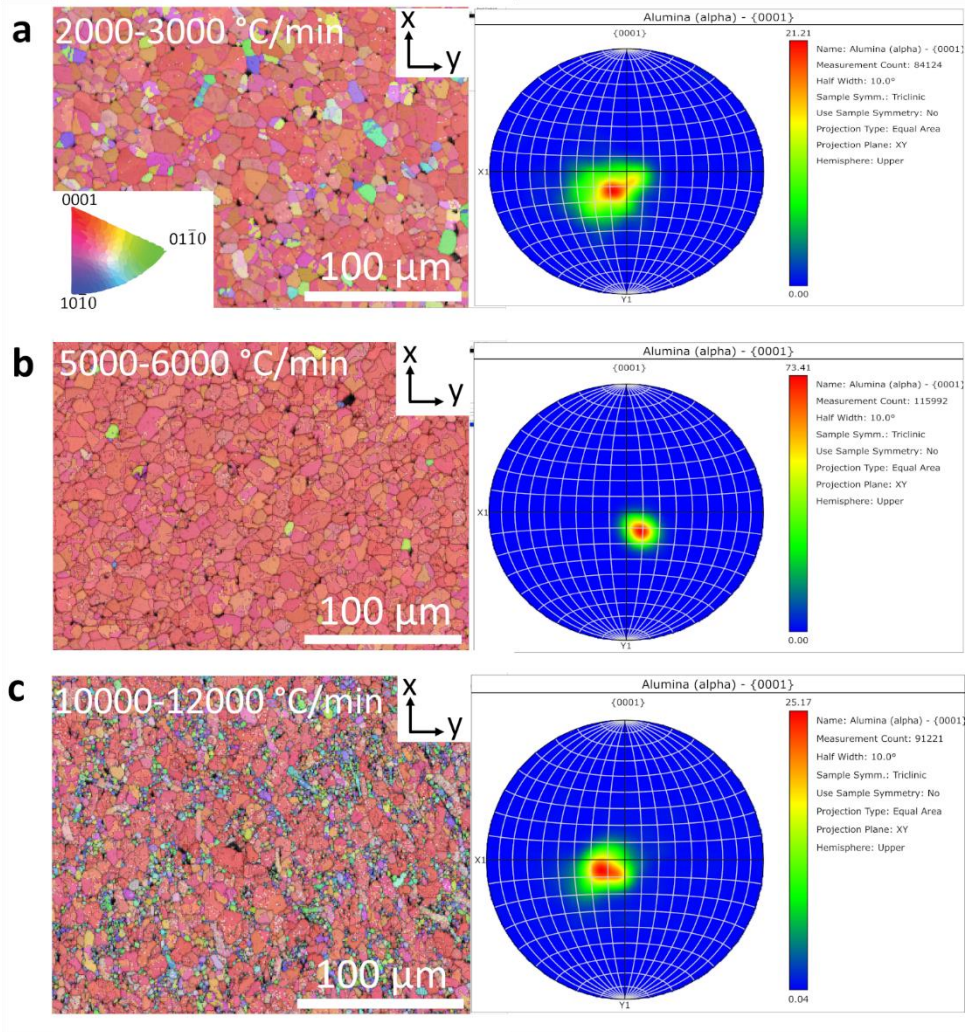 a
2000-3000 °C/min
x
y
0001
011̄0
101̄0
100 µm
Alumina (alpha) - {0001}
{0001}
X1
Y1
21.21
0.00
Name: Alumina (alpha) - {0001}
Measurement Count: 84124
Half Width: 10.0°
Sample Symm.: Triclinic
Use Sample Symmetry: No
Projection Type: Equal Area
Projection Plane: XY
Hemisphere: Upper
b
5000-6000 °C/min
x
y
100 µm
Alumina (alpha) - {0001}
{0001}
X1
Y1
73.41
0.00
Name: Alumina (alpha) - {0001}
Measurement Count: 115992
Half Width: 10.0°
Sample Symm.: Triclinic
Use Sample Symmetry: No
Projection Type: Equal Area
Projection Plane: XY
Hemisphere: Upper
c
10000-12000 °C/min
x
y
100 µm
Alumina (alpha) - {0001}
{0001}
X1
Y1
25.17
0.04
Name: Alumina (alpha) - {0001}
Measurement Count: 91221
Half Width: 10.0°
Sample Symm.: Triclinic
Use Sample Symmetry: No
Projection Type: Equal Area
Projection Plane: XY
Hemisphere: Upper